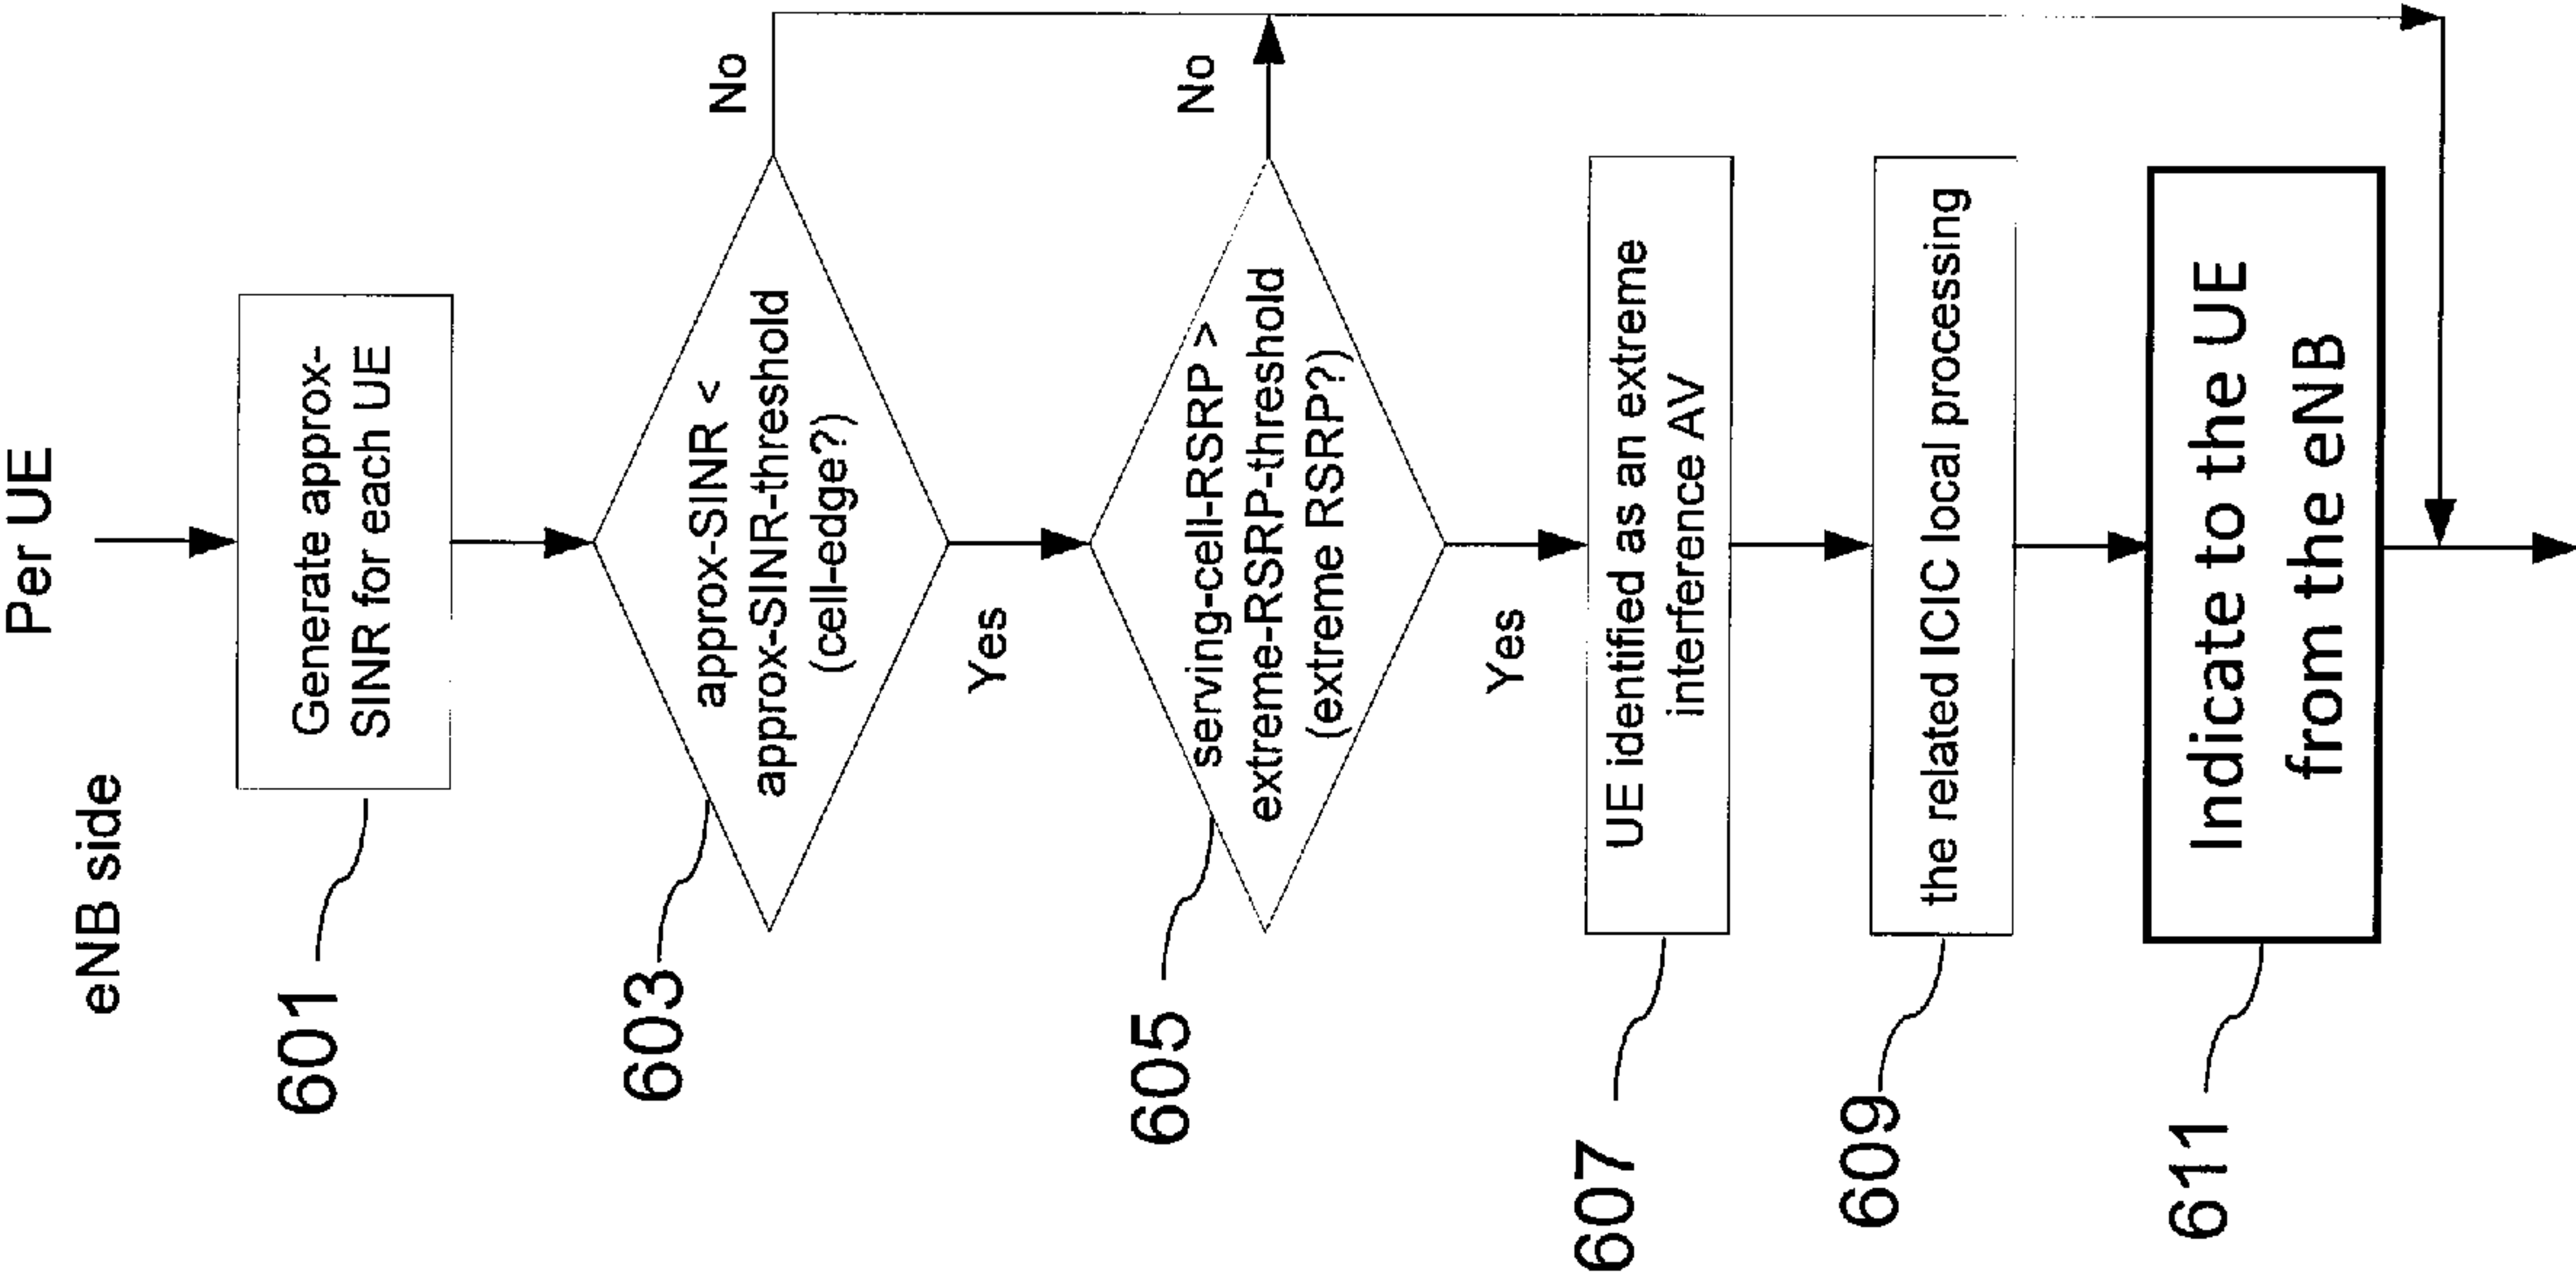 Per UE
eNB side
601
Generate approx-
SINR for each UE
603
approx-SINR <
approx-SINR-threshold
(cell-edge?)
No
Yes
605
serving-cell-RSRP >
extreme-RSRP-threshold
(extreme RSRP?)
No
Yes
607
UE identified as an extreme
interference AV
609
the related ICIC local processing
611
Indicate to the UE
from the eNB